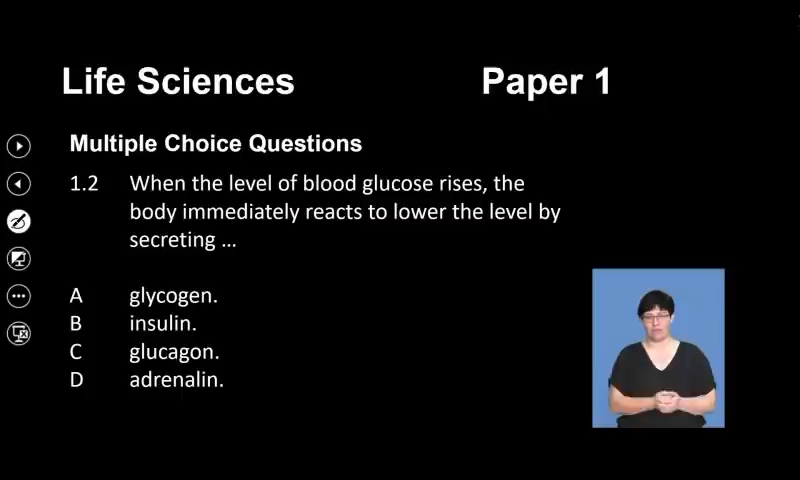 Life Sciences Paper 1
Multiple Choice Questions
1.2 When the level of blood glucose rises, the
body immediately reacts to lower the level by
secreting ...
A glycogen.
B insulin.
C glucagon.
D adrenalin.